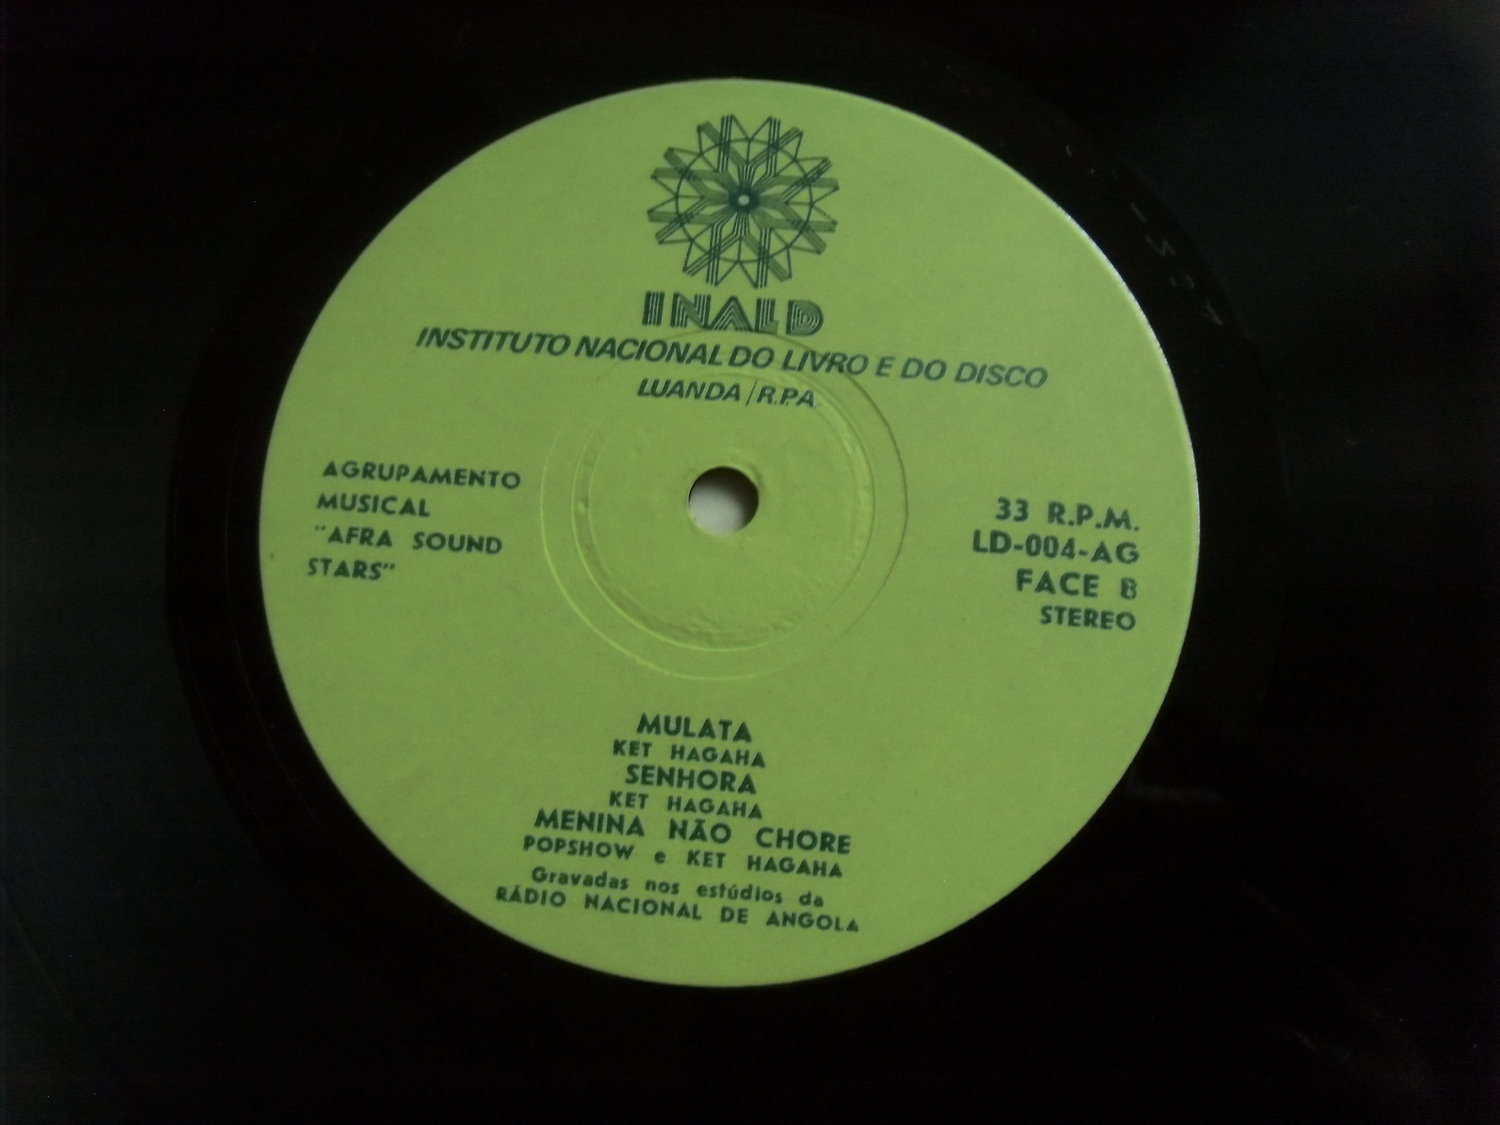 INALD
INSTITUTO NACIONAL DO LIVRO E DO DISCO
LUANDA/R.P.A
AGRUPAMENTO
MUSICAL
"AFRA SOUND
STARS"
33 R.P.M.
LD-004-AG
FACE B
STEREO
MULATA
KET HAGAHA
SENHORA
KET HAGAHA
MENINA NÃO CHORE
POPSHOW e KET HAGAHA
Gravadas nos estúdios da
RÁDIO NACIONAL DE ANGOLA